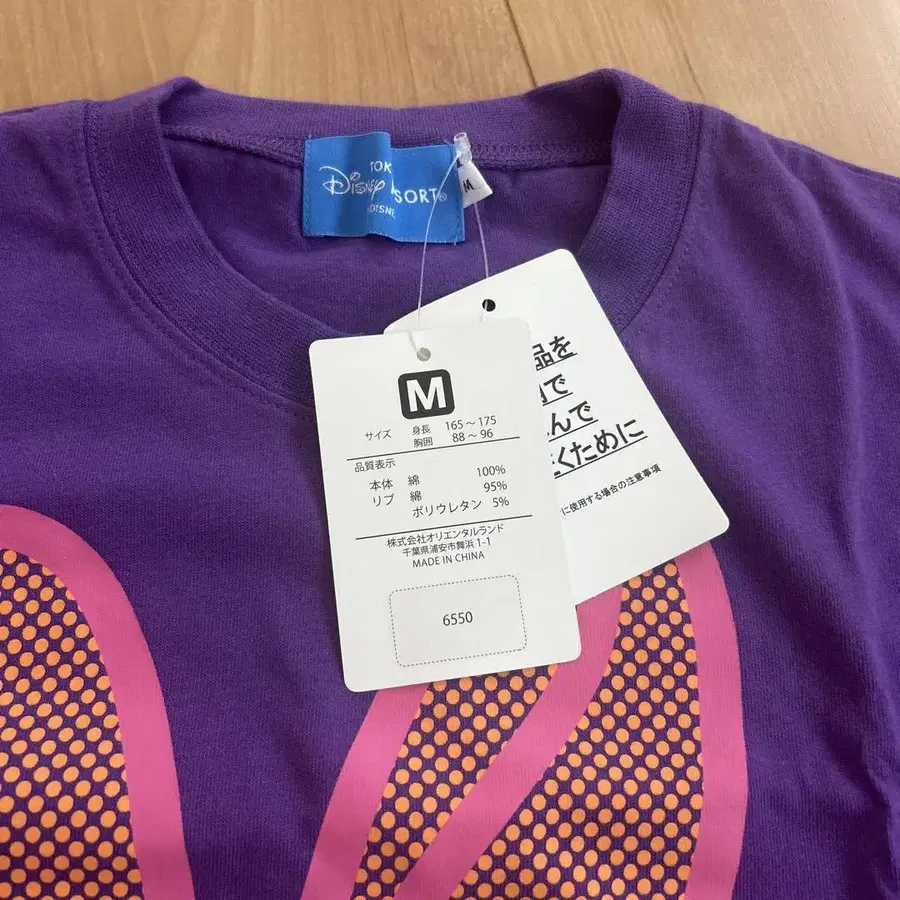 TOK
Disney
SORT®
M
M
サイズ 身長 165～175
胸囲 88～96
品質表示
本体 綿 100%
リブ 綿 95%
ポリウレタン 5%
株式会社オリエンタルランド
千葉県浦安市舞浜 1-1
MADE IN CHINA
6550
品を
で
んで
くために
に使用する場合の注意事項